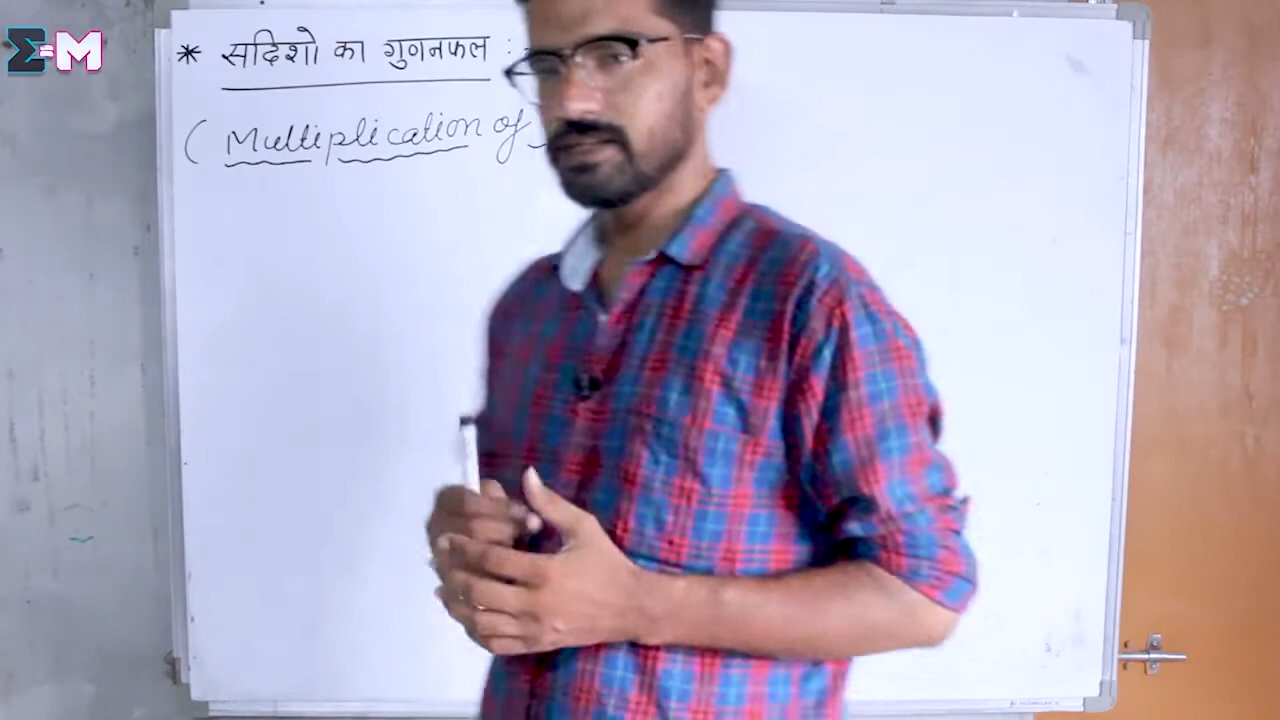 Σ=M
* सदिशो का गुणनफल :
( Multiplication of